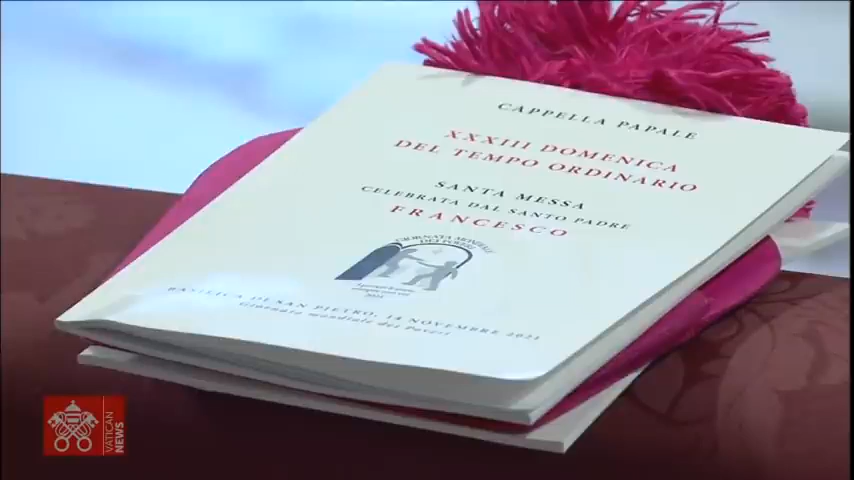 CAPPELLA PAPALE
XXXIII DOMENICA
DEL TEMPO ORDINARIO
SANTA MESSA
CELEBRATA DAL SANTO PADRE
FRANCESCO
GIORNATA MONDIALE
DEI POVERI
BASILICA DI SAN PIETRO, 14 NOVEMBRE 2021
Giornata mondiale dei Poveri
VATICAN
NEWS